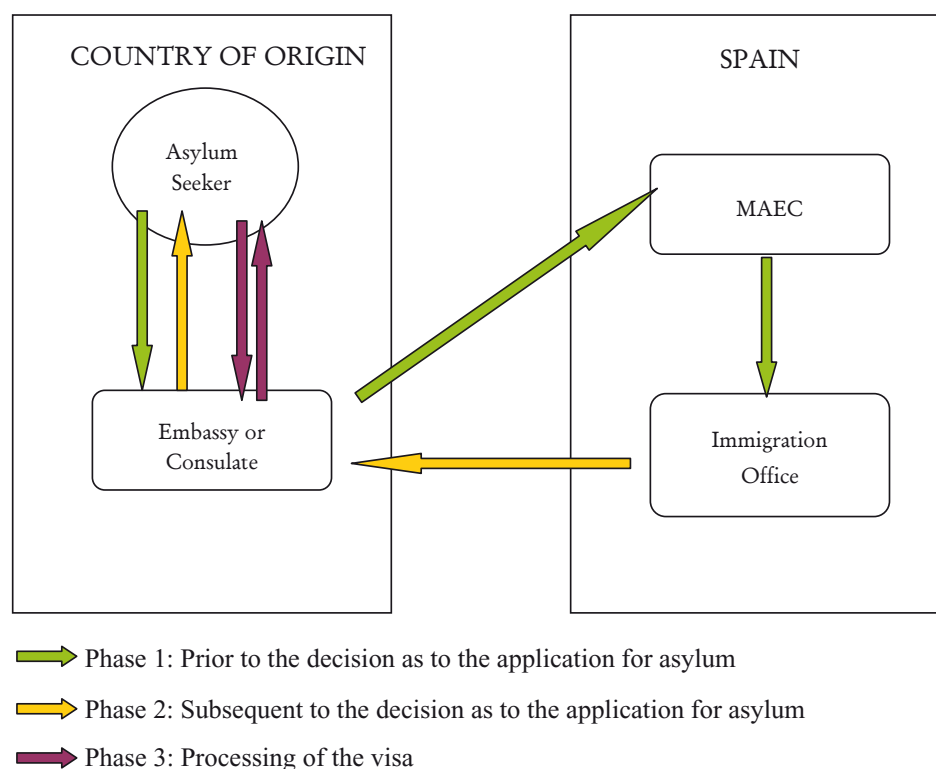 COUNTRY OF ORIGIN
Asylum
Seeker
Embassy or
Consulate
SPAIN
MAEC
Immigration
Office
Phase 1: Prior to the decision as to the application for asylum
Phase 2: Subsequent to the decision as to the application for asylum
Phase 3: Processing of the visa